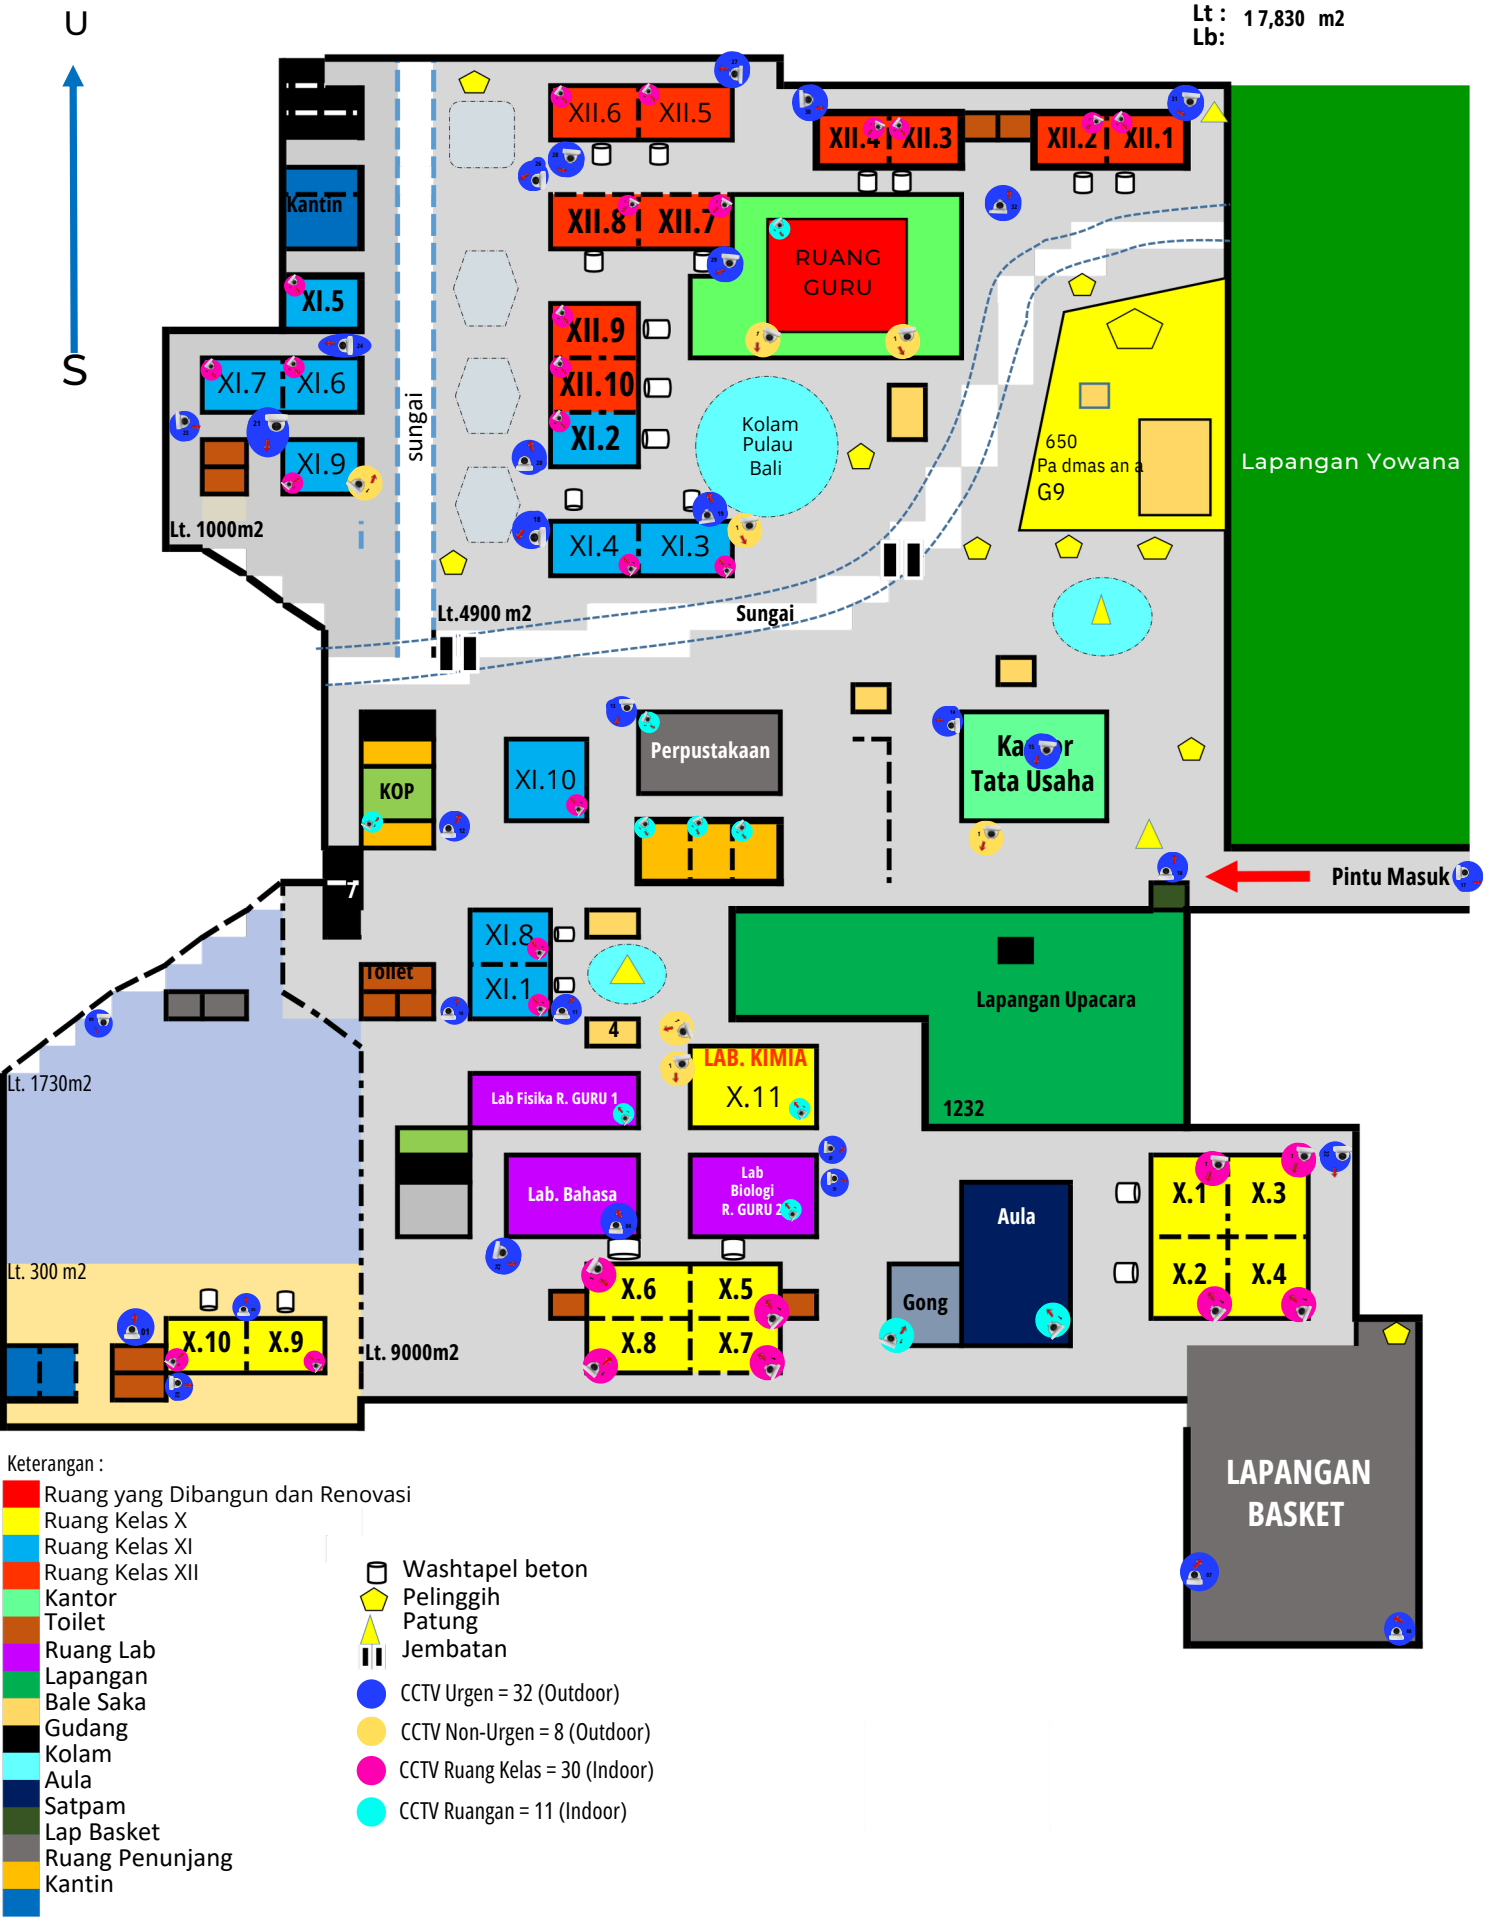 U
Lt : 17,830 m2
Lb:
XII.6
XII.5
XII.4
XII.3
XII.2
XII.1
Kantin
XII.8
XII.7
RUANG
GURU
XI.5
XII.9
S
XI.7
XI.6
XII.10
sungai
XI.2
Kolam
Pulau
Bali
650
Padmasana
G9
Lapangan Yowana
XI.9
Lt. 1000m2
XI.4
XI.3
Lt.4900 m2
Sungai
Perpustakaan
Tata Usaha
KOP
XI.10
Pintu Masuk
7
XI.8
XI.1
Toilet
4
Lapangan Upacara
LAB. KIMIA
X.11
Lt. 1730m2
Lab Fisika R. GURU 1
1232
Lab. Bahasa
Lab
Biologi
R. GURU 2
Aula
X.1
X.3
X.2
X.4
Lt. 300 m2
X.6
X.5
Gong
X.10
X.9
X.8
X.7
Lt. 9000m2
LAPANGAN
BASKET
Keterangan :
Ruang yang Dibangun dan Renovasi
Ruang Kelas X
Ruang Kelas XI
Ruang Kelas XII
Kantor
Toilet
Ruang Lab
Lapangan
Bale Saka
Gudang
Kolam
Aula
Satpam
Lap Basket
Ruang Penunjang
Kantin
Washtapel beton
Pelinggih
Patung
Jembatan
CCTV Urgen = 32 (Outdoor)
CCTV Non-Urgen = 8 (Outdoor)
CCTV Ruang Kelas = 30 (Indoor)
CCTV Ruangan = 11 (Indoor)